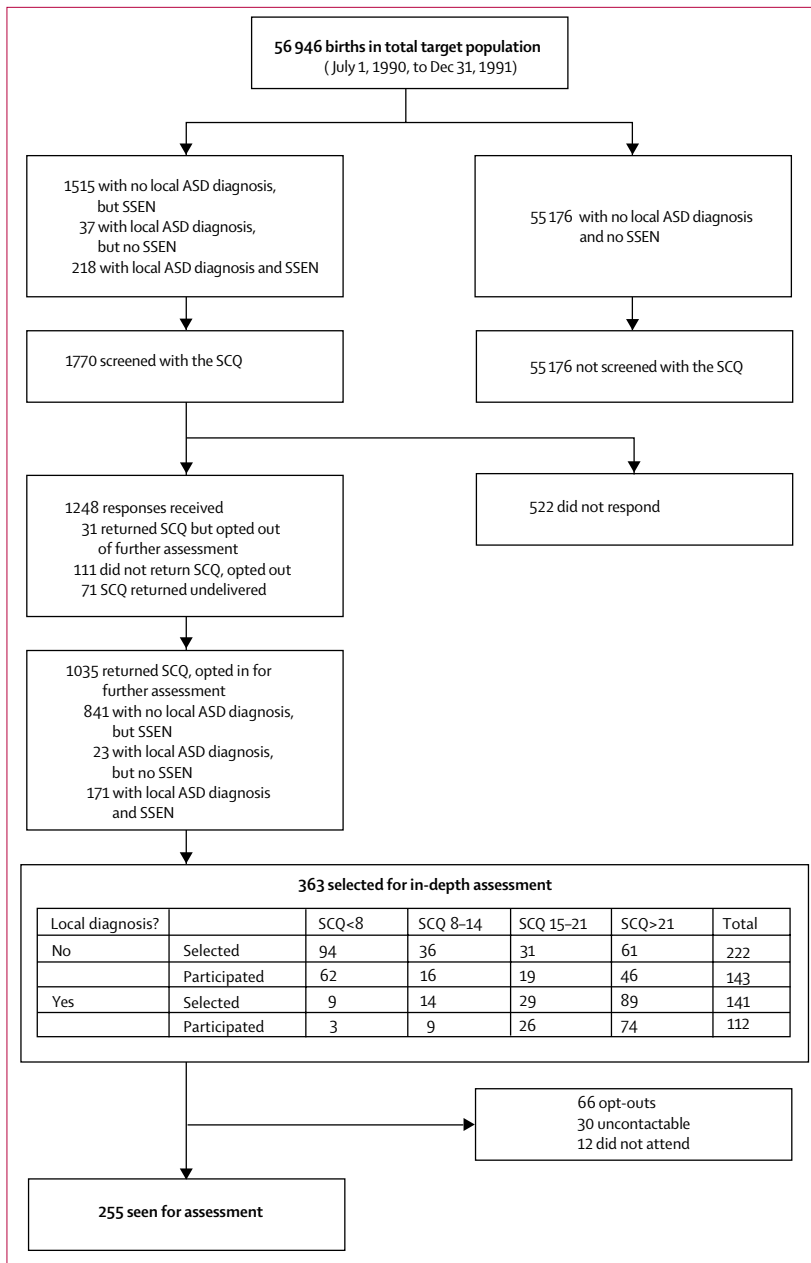 56 946 births in total target population
( July 1, 1990, to Dec 31, 1991)
1515 with no local ASD diagnosis,
but SSEN
37 with local ASD diagnosis,
but no SSEN
218 with local ASD diagnosis and SSEN
55 176 with no local ASD diagnosis
and no SSEN
1770 screened with the SCQ
55 176 not screened with the SCQ
1248 responses received
31 returned SCQ but opted out
of further assessment
111 did not return SCQ, opted out
71 SCQ returned undelivered
522 did not respond
1035 returned SCQ, opted in for
further assessment
841 with no local ASD diagnosis,
but SSEN
23 with local ASD diagnosis,
but no SSEN
171 with local ASD diagnosis
and SSEN
363 selected for in-depth assessment
Local diagnosis? SCQ<8 SCQ 8–14 SCQ 15–21 SCQ>21 Total
No Selected 94 36 31 61 222
Participated 62 16 19 46 143
Yes Selected 9 14 29 89 141
Participated 3 9 26 74 112
66 opt-outs
30 uncontactable
12 did not attend
255 seen for assessment